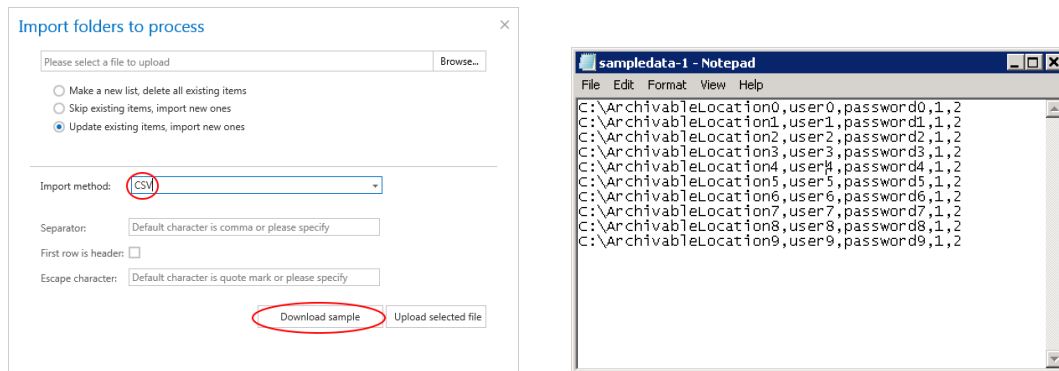 Import folders to process
Please select a file to upload Browse...
Make a new list, delete all existing items
Skip existing items, import new ones
Update existing items, import new ones
Import method: CSV
Separator: Default character is comma or please specify
First row is header:
Escape character: Default character is quote mark or please specify
Download sample Upload selected file
sampledata-1 - Notepad
File Edit Format View Help
C:\ArchivableLocation0,user0,password0,1,2
C:\ArchivableLocation1,user1,password1,1,2
C:\ArchivableLocation2,user2,password2,1,2
C:\ArchivableLocation3,user3,password3,1,2
C:\ArchivableLocation4,user4,password4,1,2
C:\ArchivableLocation5,user5,password5,1,2
C:\ArchivableLocation6,user6,password6,1,2
C:\ArchivableLocation7,user7,password7,1,2
C:\ArchivableLocation8,user8,password8,1,2
C:\ArchivableLocation9,user9,password9,1,2